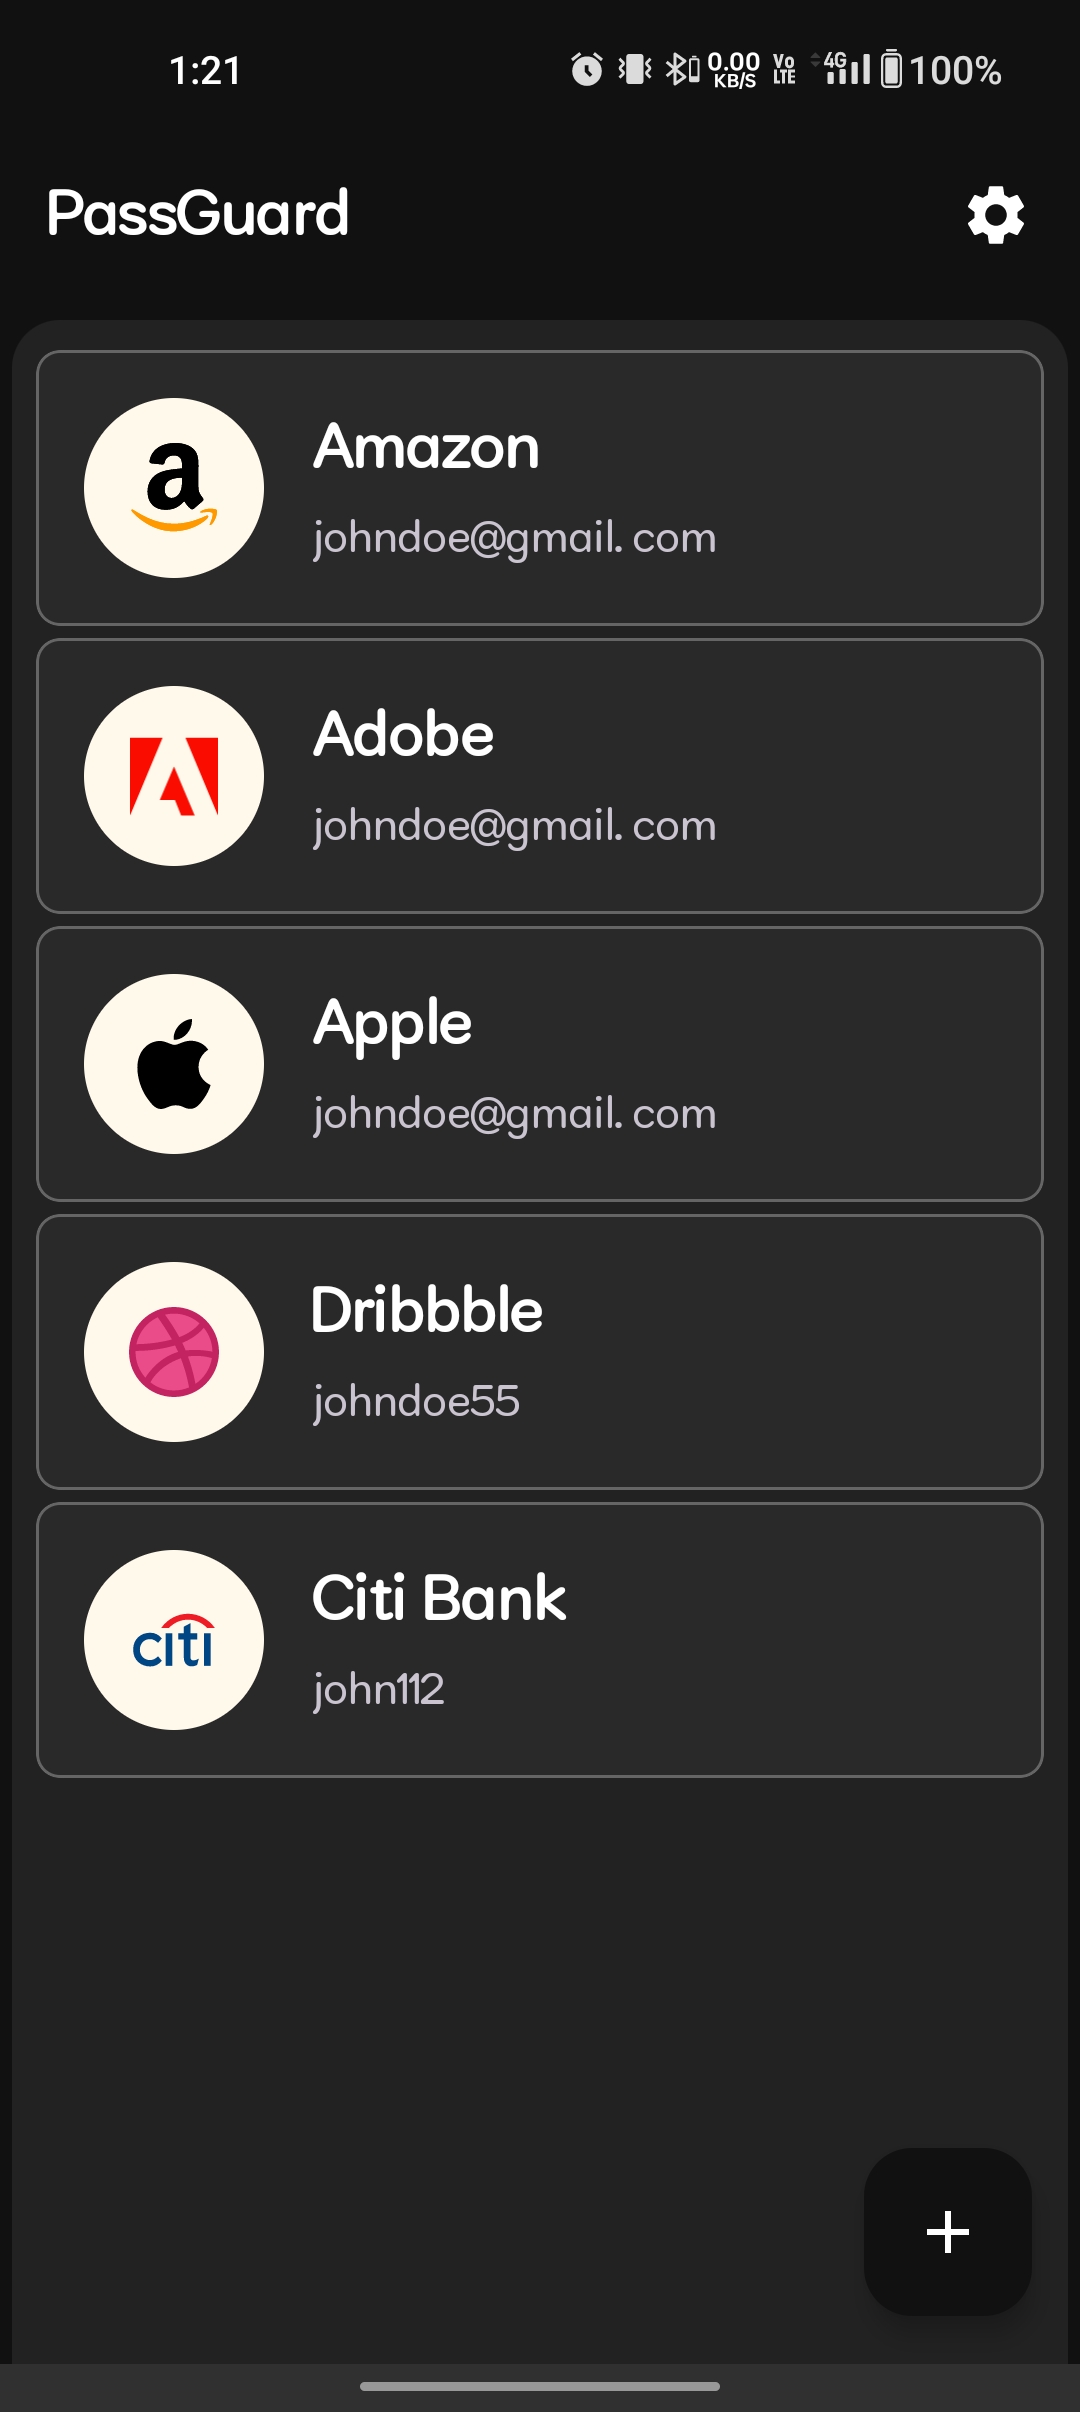 1:21 0.00 KB/S Vo LTE 4G 100%
PassGuard
a
Amazon
johndoe@gmail. com
Adobe
johndoe@gmail. com
Apple
johndoe@gmail. com
Dribbble
johndoe55
citi
Citi Bank
john112